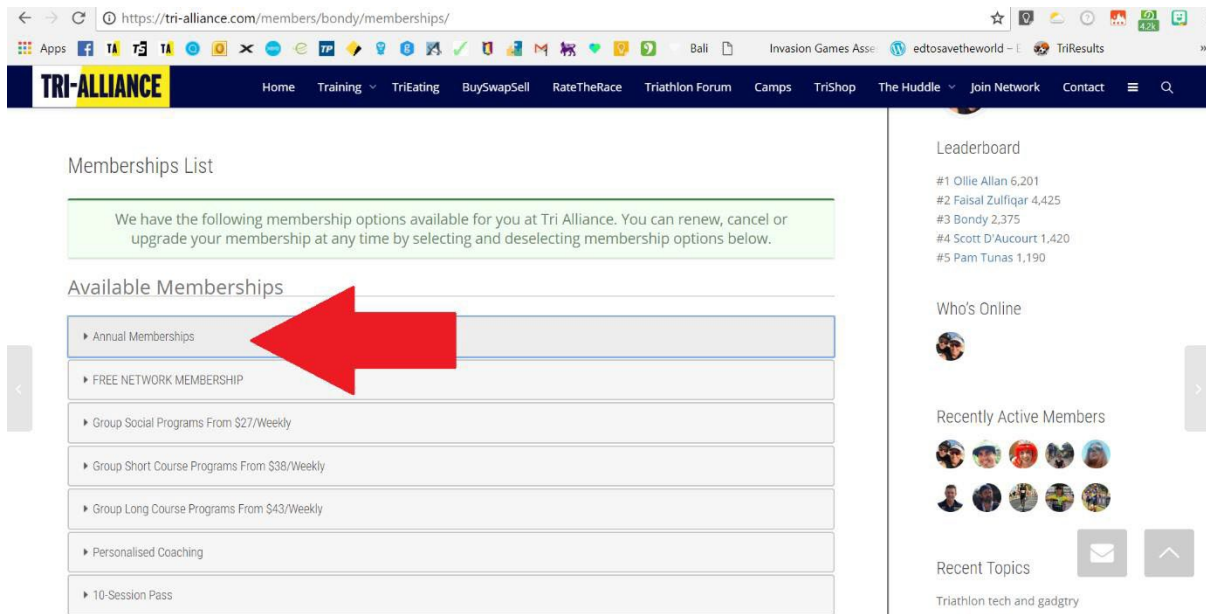 https://tri-alliance.com/members/bondy/memberships/
4.2k
Apps
Bali
Invasion Games Asse
edtosavetheworld – E
TriResults
TRI-ALLIANCE
Home Training TriEating BuySwapSell RateTheRace Triathlon Forum Camps TriShop The Huddle Join Network Contact
Memberships List
We have the following membership options available for you at Tri Alliance. You can renew, cancel or
upgrade your membership at any time by selecting and deselecting membership options below.
Available Memberships
Annual Memberships
FREE NETWORK MEMBERSHIP
Group Social Programs From $27/Weekly
Group Short Course Programs From $38/Weekly
Group Long Course Programs From $43/Weekly
Personalised Coaching
10-Session Pass
Leaderboard
#1 Ollie Allan 6,201
#2 Faisal Zulfiqar 4,425
#3 Bondy 2,375
#4 Scott D'Aucourt 1,420
#5 Pam Tunas 1,190
Who's Online
Recently Active Members
Recent Topics
Triathlon tech and gadgtry